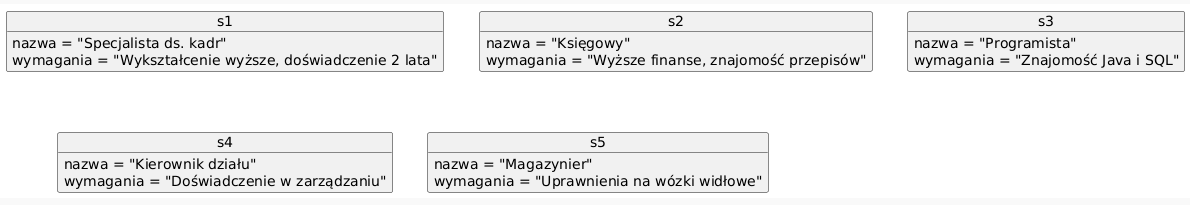 s1
nazwa = "Specjalista ds. kadr"
wymagania = "Wykształcenie wyższe, doświadczenie 2 lata"
s2
nazwa = "Księgowy"
wymagania = "Wyższe finanse, znajomość przepisów"
s3
nazwa = "Programista"
wymagania = "Znajomość Java i SQL"
s4
nazwa = "Kierownik działu"
wymagania = "Doświadczenie w zarządzaniu"
s5
nazwa = "Magazynier"
wymagania = "Uprawnienia na wózki widłowe"